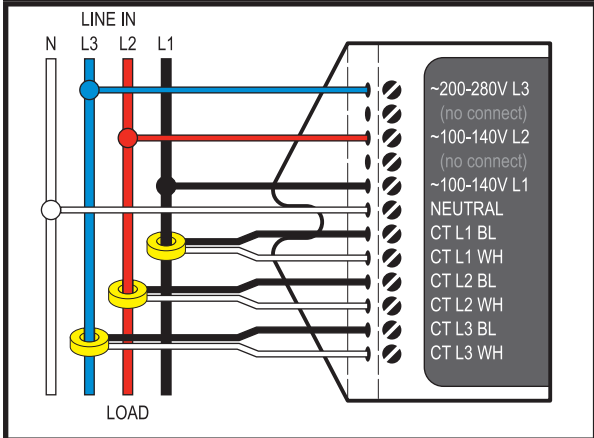 LINE IN
N L3 L2 L1
~200-280V L3
(no connect)
~100-140V L2
(no connect)
~100-140V L1
NEUTRAL
CT L1 BL
CT L1 WH
CT L2 BL
CT L2 WH
CT L3 BL
CT L3 WH
LOAD